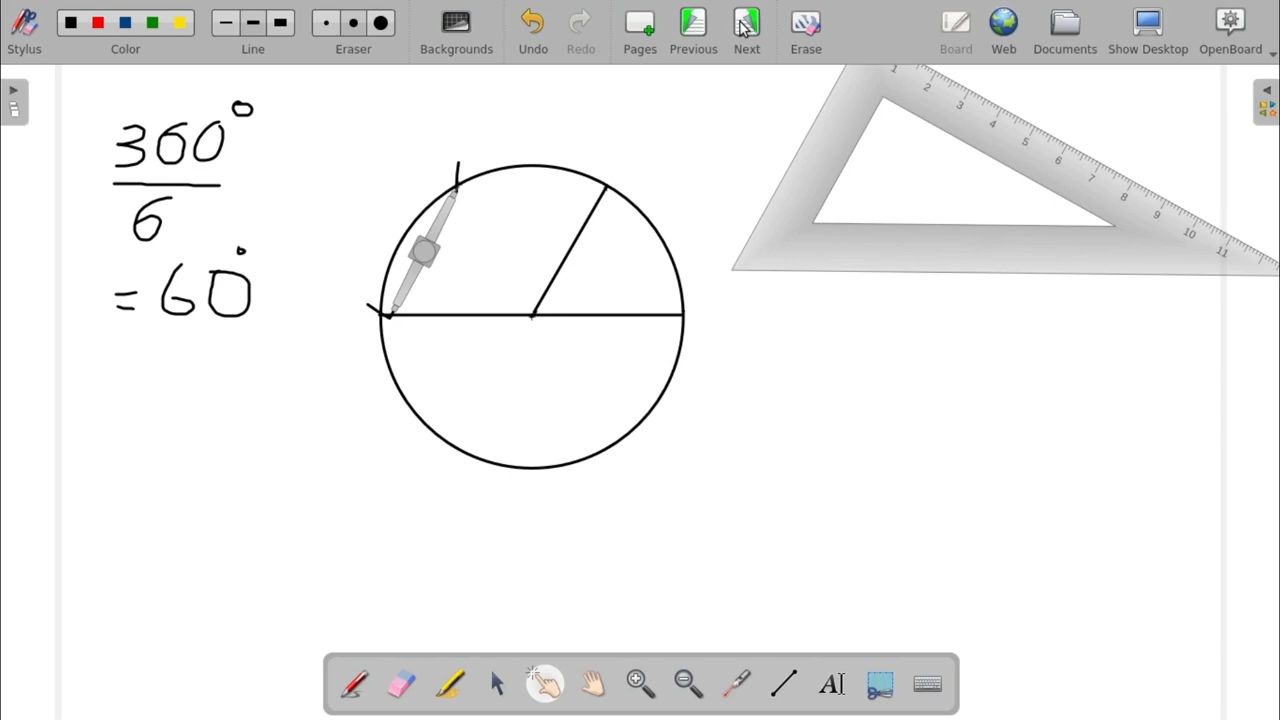 Stylus Color Line Eraser Backgrounds Undo Redo Pages Previous Next Erase Board Web Documents Show Desktop OpenBoard
360°
6
= 60°
1 2 3 4 5 6 7 8 9 10 11
A